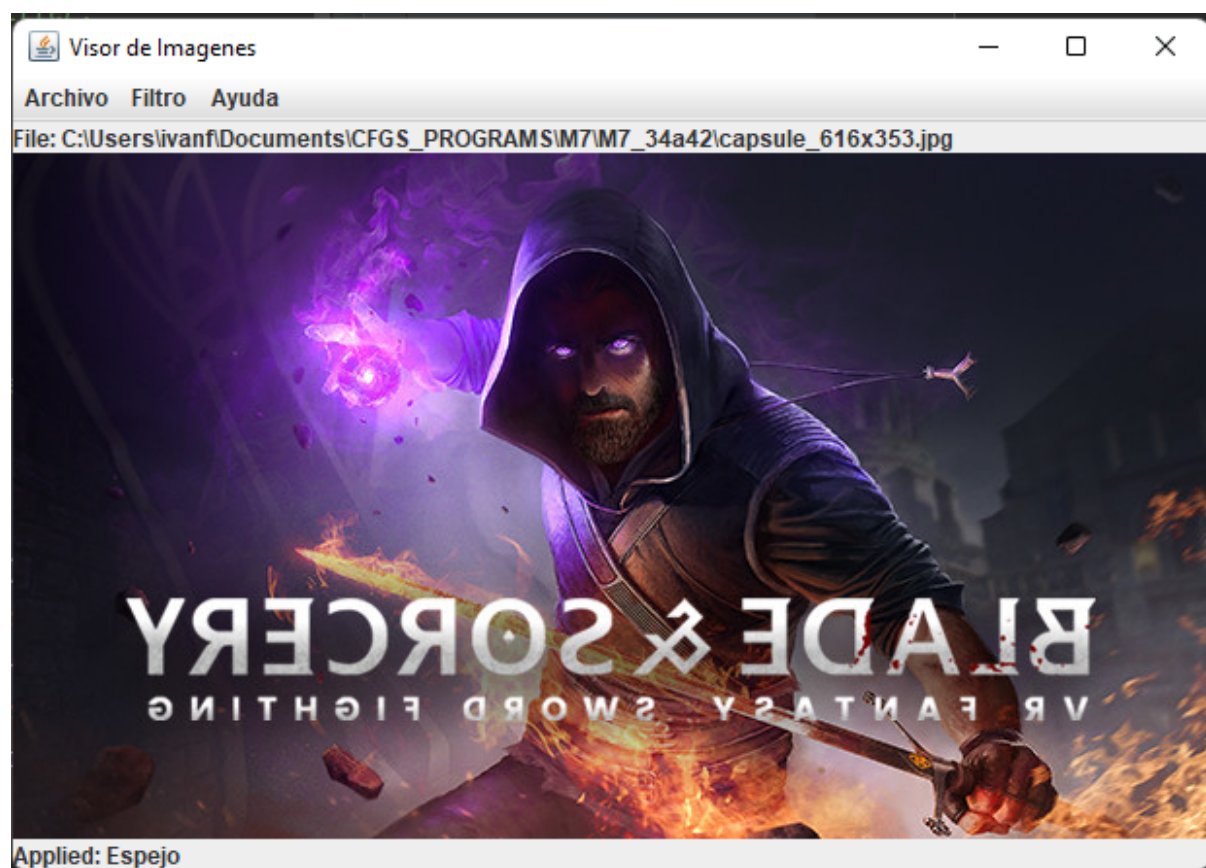 Visor de Imagenes
Archivo Filtro Ayuda
File: C:\Users\ivanf\Documents\CFGS_PROGRAMS\M7\M7_34a42\capsule_616x353.jpg
BLADE & SORCERY
VR FANTASY SWORD FIGHTING
Applied: Espejo